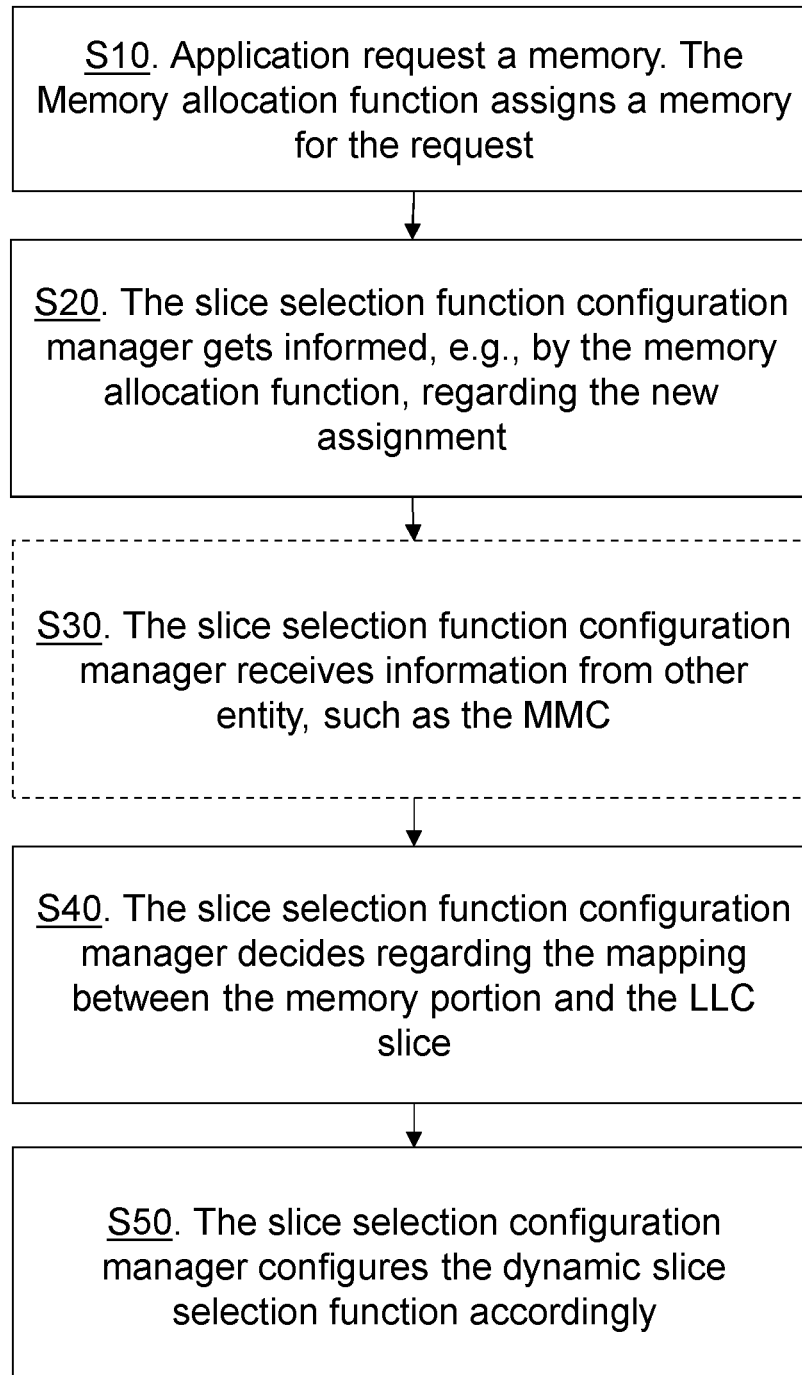 S10. Application request a memory. The
Memory allocation function assigns a memory
for the request
S20. The slice selection function configuration
manager gets informed, e.g., by the memory
allocation function, regarding the new
assignment
S30. The slice selection function configuration
manager receives information from other
entity, such as the MMC
S40. The slice selection function configuration
manager decides regarding the mapping
between the memory portion and the LLC
slice
S50. The slice selection configuration
manager configures the dynamic slice
selection function accordingly